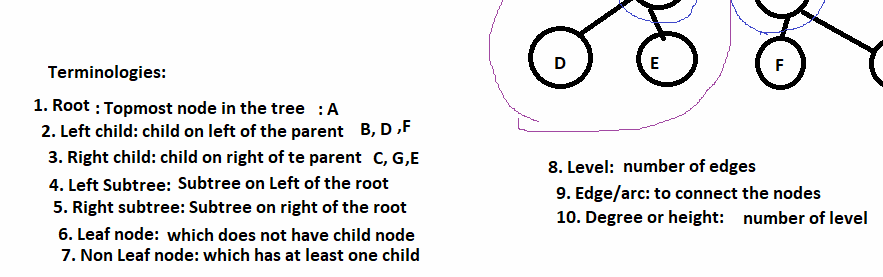 D
E
F
Terminologies:
1. Root : Topmost node in the tree : A
2. Left child: child on left of the parent B, D ,F
3. Right child: child on right of te parent C, G,E
4. Left Subtree: Subtree on Left of the root
5. Right subtree: Subtree on right of the root
6. Leaf node: which does not have child node
7. Non Leaf node: which has at least one child
8. Level: number of edges
9. Edge/arc: to connect the nodes
10. Degree or height: number of level